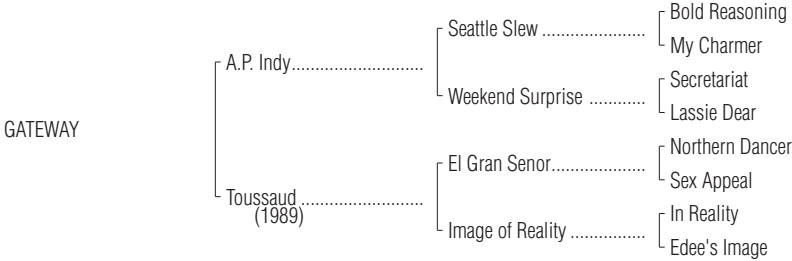 Bold Reasoning
Seattle Slew ......................
My Charmer
A.P. Indy............................
Secretariat
Weekend Surprise ............
Lassie Dear
GATEWAY
Northern Dancer
El Gran Senor....................
Sex Appeal
Toussaud ..........................
(1989)
In Reality
Image of Reality ................
Edee's Image